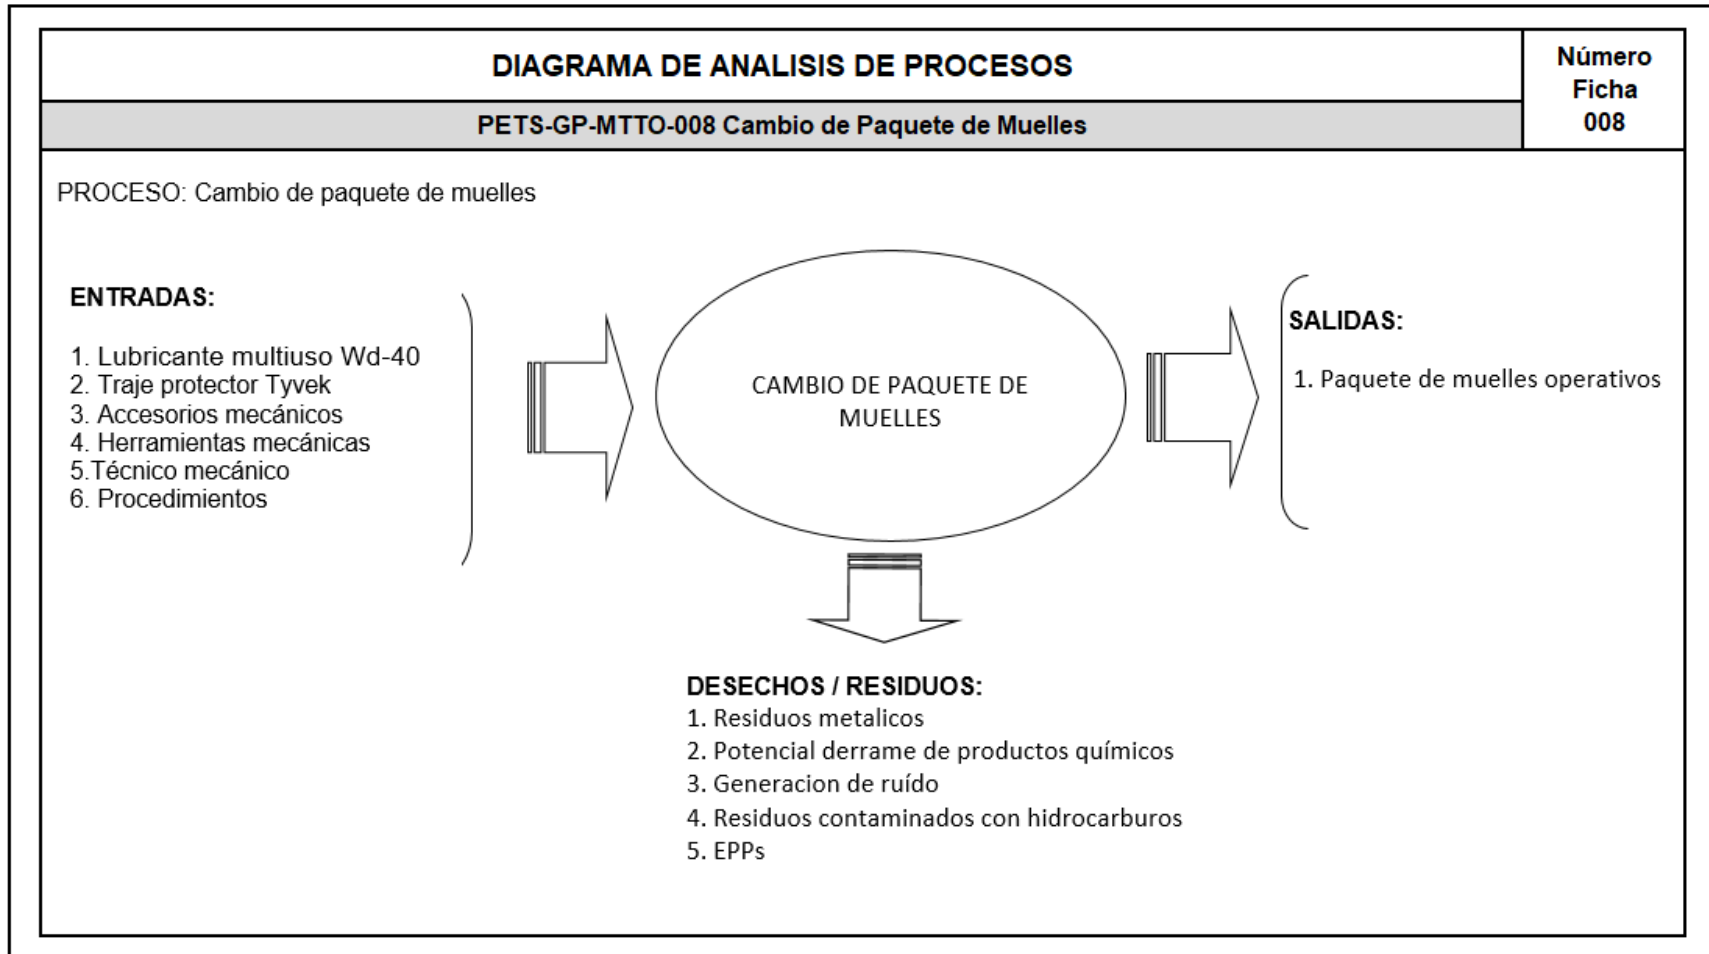 DIAGRAMA DE ANALISIS DE PROCESOS
Número
Ficha
008
PETS-GP-MTTO-008 Cambio de Paquete de Muelles
PROCESO: Cambio de paquete de muelles
ENTRADAS:
1. Lubricante multiuso Wd-40
2. Traje protector Tyvek
3. Accesorios mecánicos
4. Herramientas mecánicas
5.Técnico mecánico
6. Procedimientos
CAMBIO DE PAQUETE DE
MUELLES
SALIDAS:
1. Paquete de muelles operativos
DESECHOS / RESIDUOS:
1. Residuos metalicos
2. Potencial derrame de productos químicos
3. Generacion de ruído
4. Residuos contaminados con hidrocarburos
5. EPPs